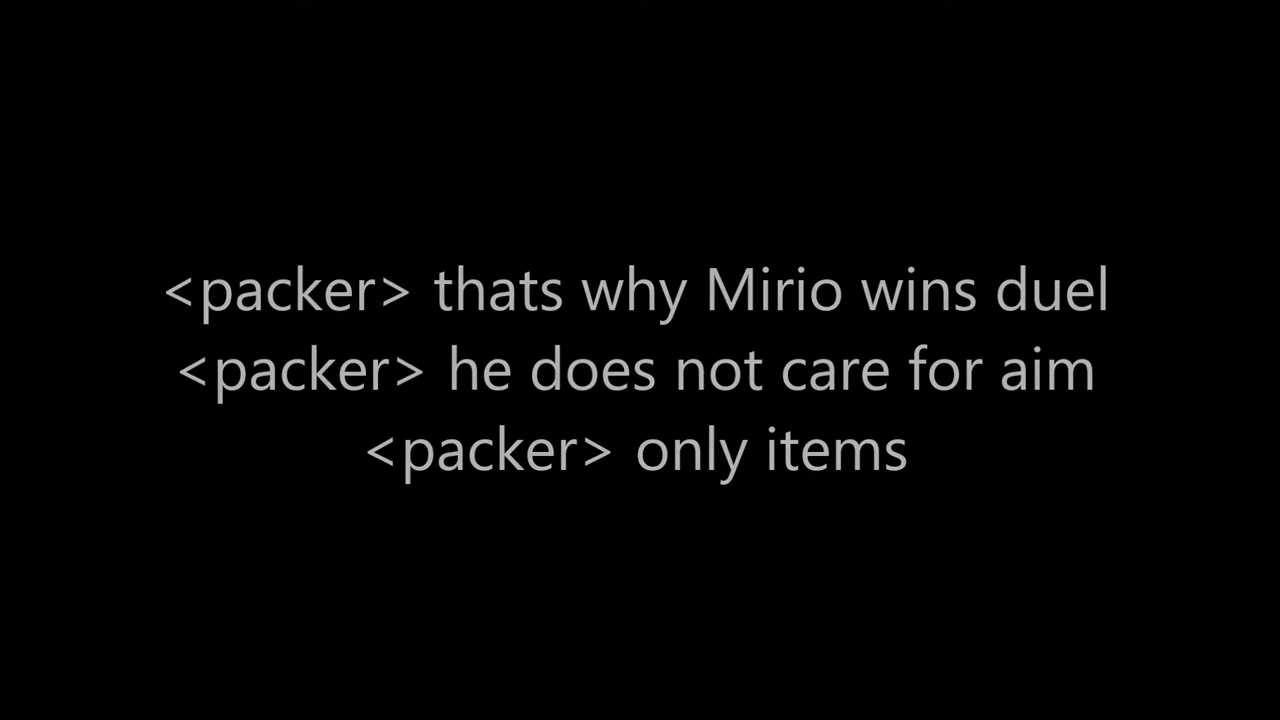 <packer> thats why Mirio wins duel
<packer> he does not care for aim
<packer> only items